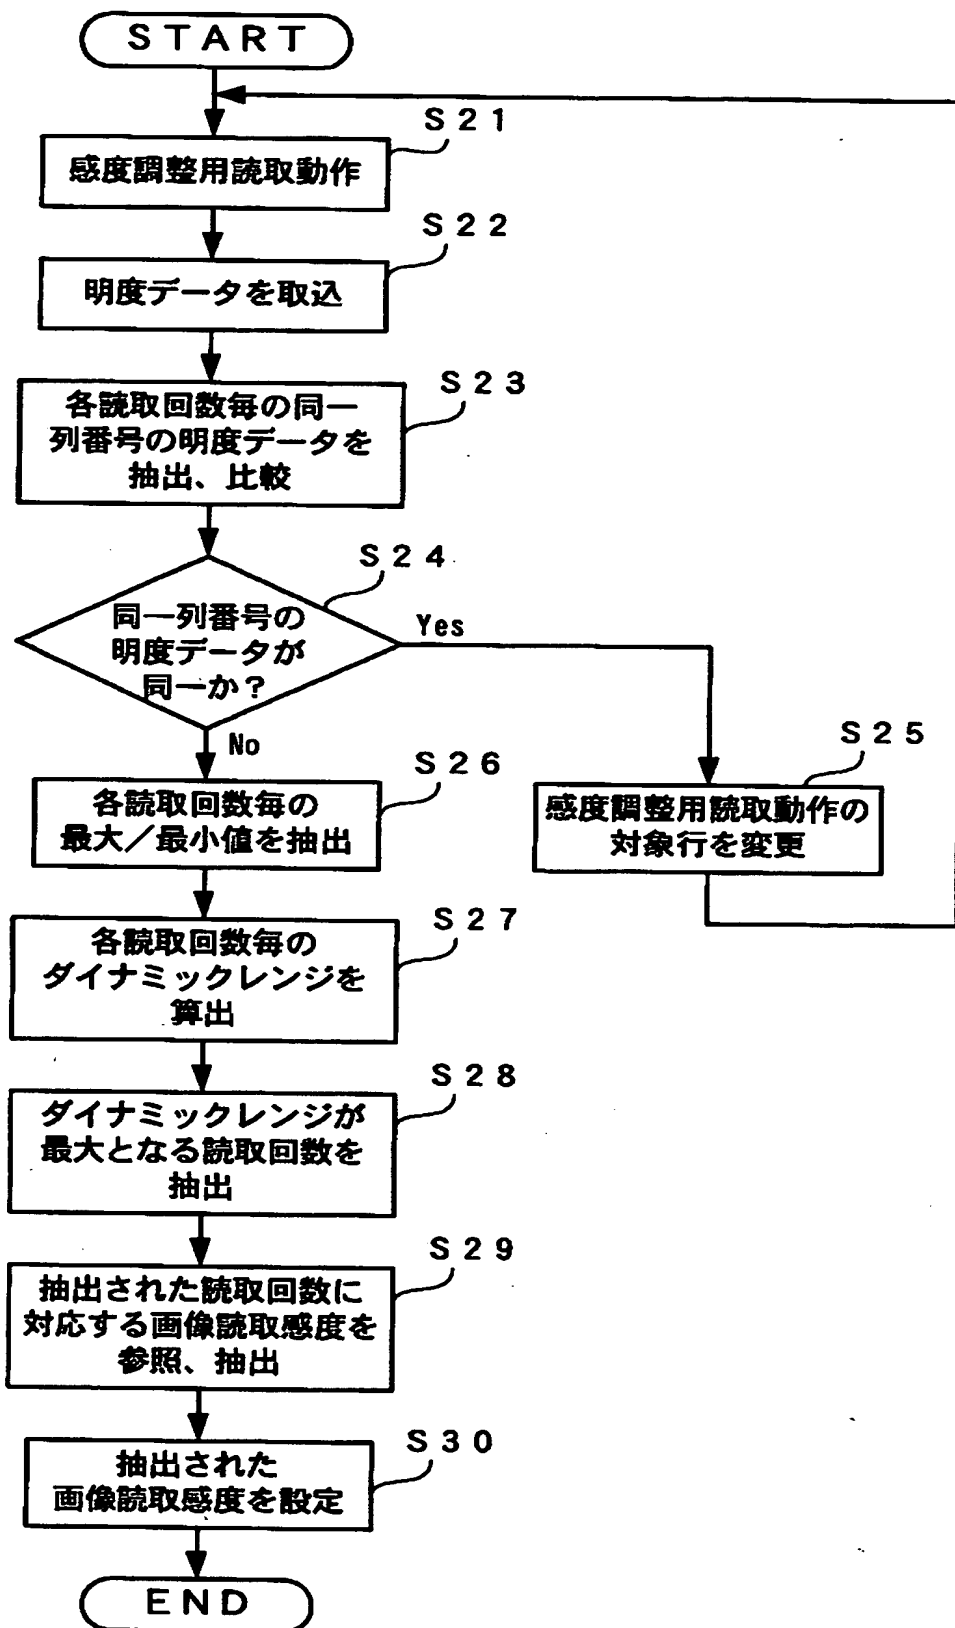 START
S21
感度調整用読取動作
S22
明度データを取込
S23
各読取回数毎の同一
列番号の明度データを
抽出、比較
S24
同一列番号の
明度データが
同一か？
Yes
No
S25
感度調整用読取動作の
対象行を変更
S26
各読取回数毎の
最大／最小値を抽出
S27
各読取回数毎の
ダイナミックレンジを
算出
S28
ダイナミックレンジが
最大となる読取回数を
抽出
S29
抽出された読取回数に
対応する画像読取感度を
参照、抽出
S30
抽出された
画像読取感度を設定
END